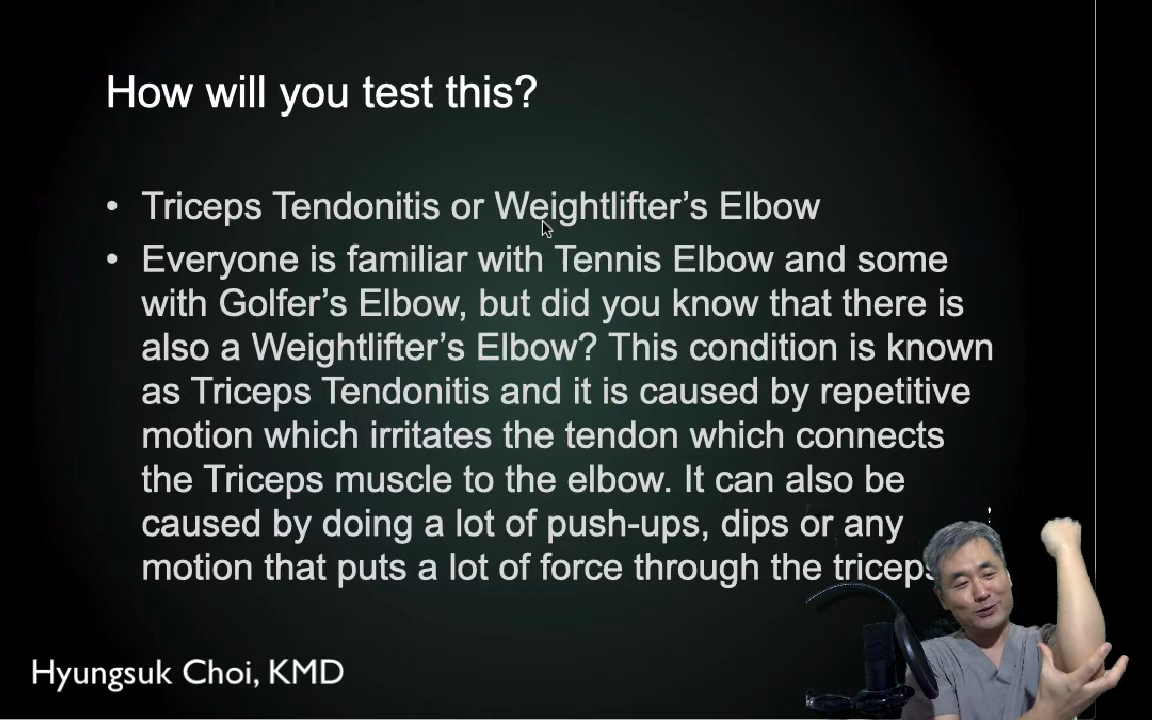 How will you test this?
• Triceps Tendonitis or Weightlifter's Elbow
• Everyone is familiar with Tennis Elbow and some
with Golfer's Elbow, but did you know that there is
also a Weightlifter's Elbow? This condition is known
as Triceps Tendonitis and it is caused by repetitive
motion which irritates the tendon which connects
the Triceps muscle to the elbow. It can also be
caused by doing a lot of push-ups, dips or any
motion that puts a lot of force through the triceps
Hyungsuk Choi, KMD